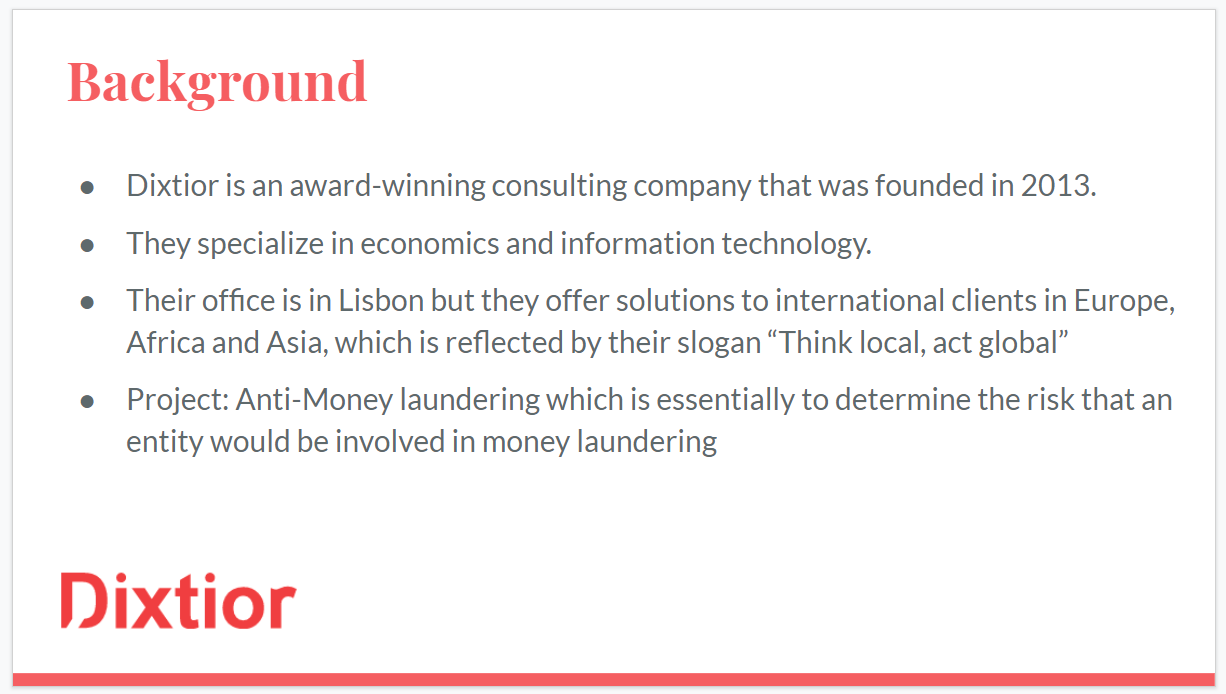 Background
● Dixtior is an award-winning consulting company that was founded in 2013.
● They specialize in economics and information technology.
● Their office is in Lisbon but they offer solutions to international clients in Europe,
Africa and Asia, which is reflected by their slogan “Think local, act global”
● Project: Anti-Money laundering which is essentially to determine the risk that an
entity would be involved in money laundering
Dixtior